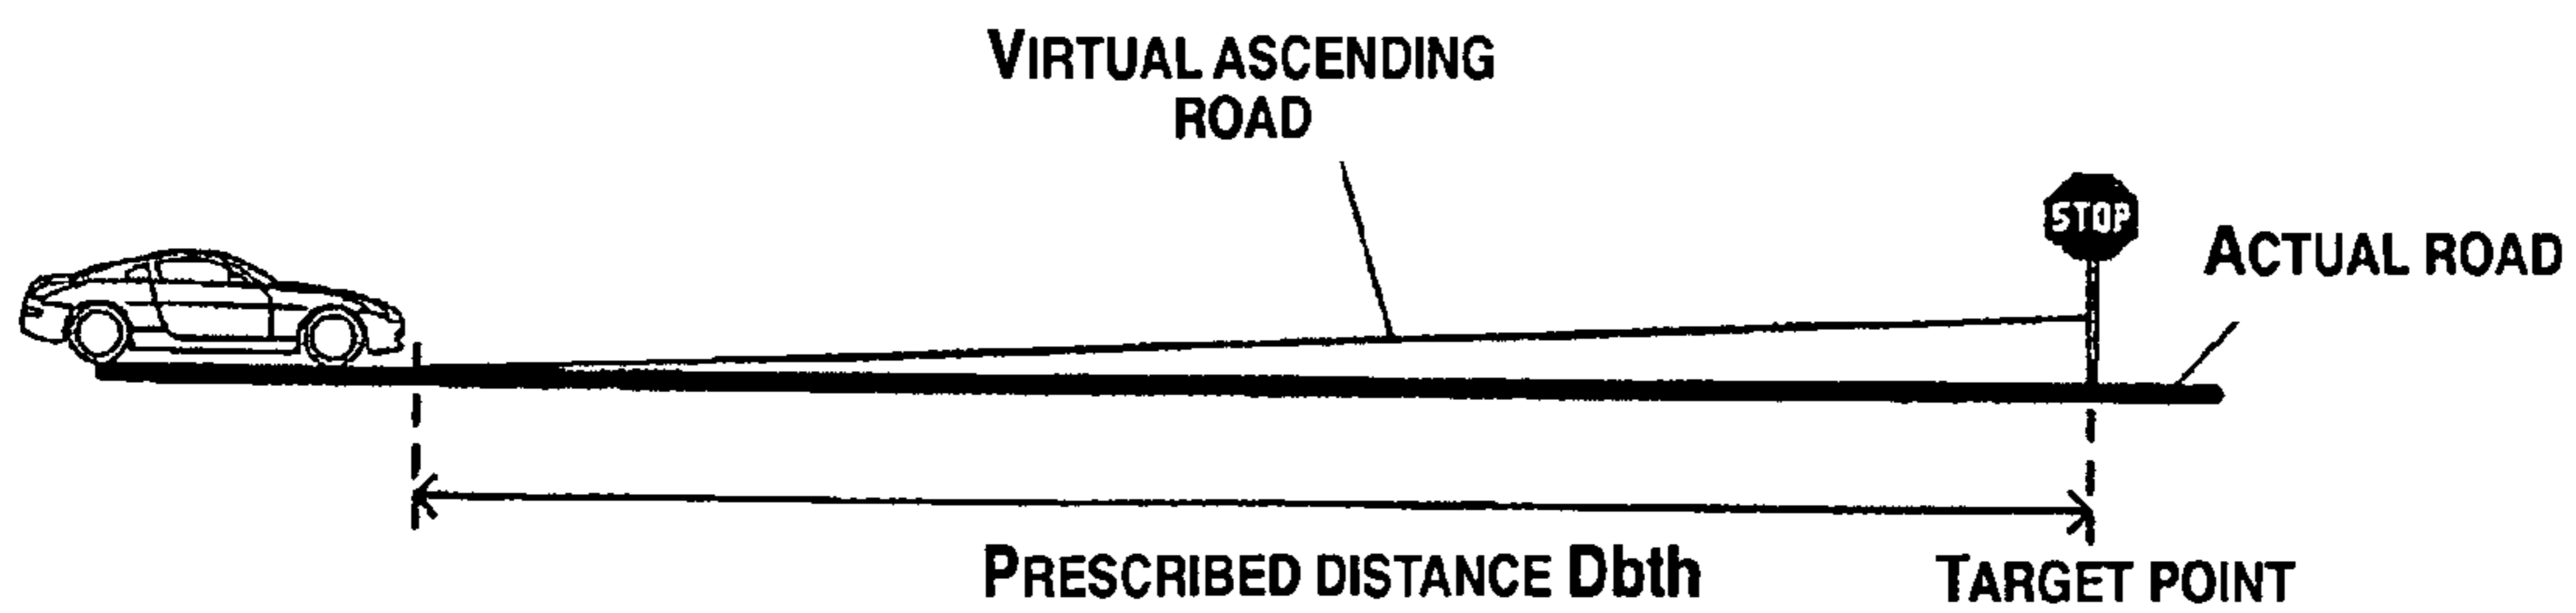 VIRTUAL ASCENDING
ROAD
STOP
ACTUAL ROAD
PRESCRIBED DISTANCE Dbth
TARGET POINT